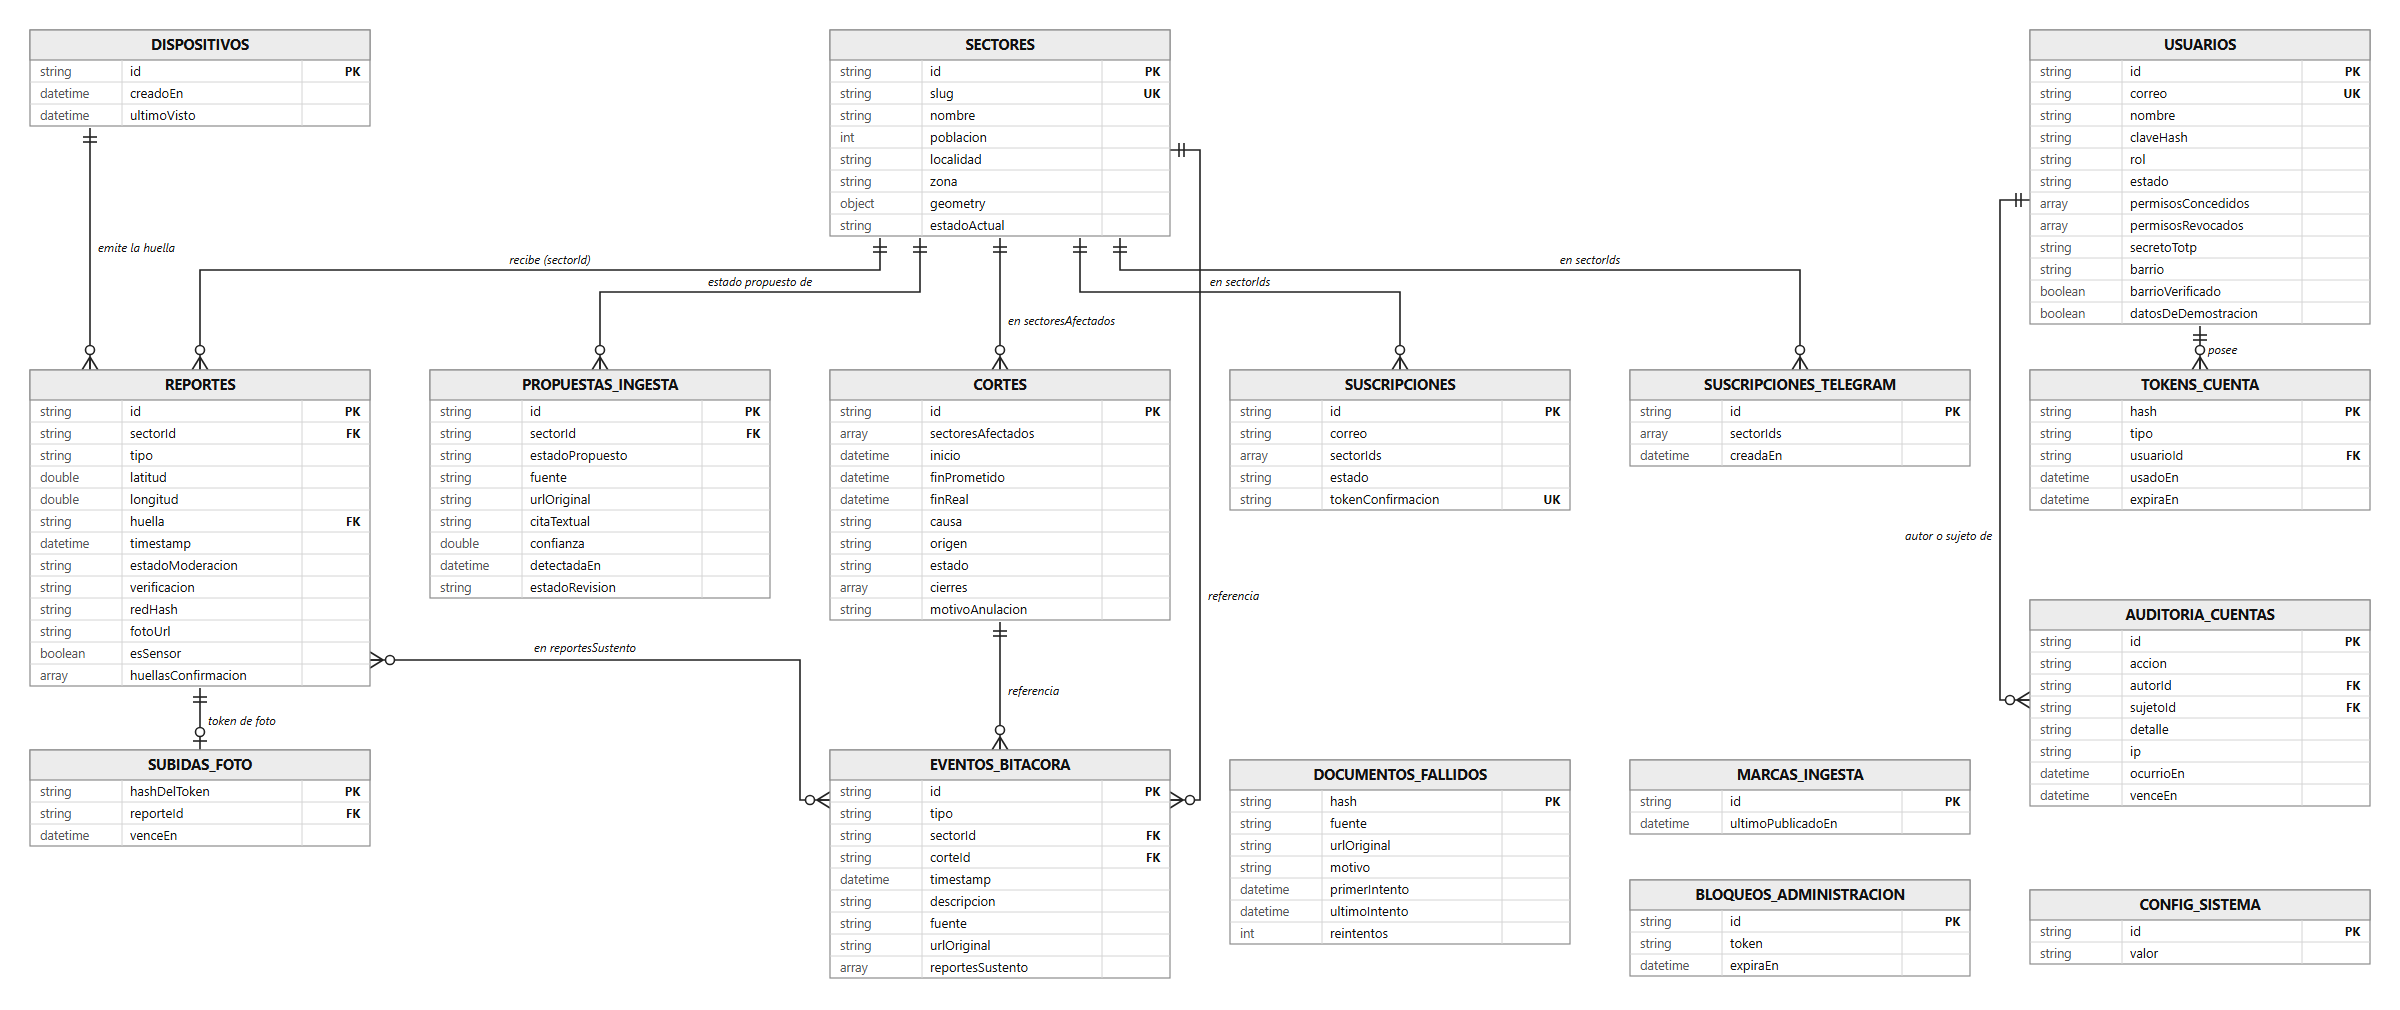 DISPOSITIVOS
string id PK
datetime creadoEn
datetime ultimoVisto
SECTORES
string id PK
string slug UK
string nombre
int poblacion
string localidad
string zona
object geometry
string estadoActual
USUARIOS
string id PK
string correo UK
string nombre
string claveHash
string rol
string estado
array permisosConcedidos
array permisosRevocados
string secretoTotp
string barrio
boolean barrioVerificado
boolean datosDeDemostracion
emite la huella
recibe (sectorId)
estado propuesto de
en sectoresAfectados
en sectorIds
en sectorIds
posee
REPORTES
string id PK
string sectorId FK
string tipo
double latitud
double longitud
string huella FK
datetime timestamp
string estadoModeracion
string verificacion
string redHash
string fotoUrl
boolean esSensor
array huellasConfirmacion
PROPUESTAS_INGESTA
string id PK
string sectorId FK
string estadoPropuesto
string fuente
string urlOriginal
string citaTextual
double confianza
datetime detectadaEn
string estadoRevision
CORTES
string id PK
array sectoresAfectados
datetime inicio
datetime finPrometido
datetime finReal
string causa
string origen
string estado
array cierres
string motivoAnulacion
SUSCRIPCIONES
string id PK
string correo
array sectorIds
string estado
string tokenConfirmacion UK
SUSCRIPCIONES_TELEGRAM
string id PK
array sectorIds
datetime creadaEn
TOKENS_CUENTA
string hash PK
string tipo
string usuarioId FK
datetime usadoEn
datetime expiraEn
autor o sujeto de
referencia
en reportesSustento
referencia
token de foto
AUDITORIA_CUENTAS
string id PK
string accion
string autorId FK
string sujetoId FK
string detalle
string ip
datetime ocurrioEn
datetime venceEn
SUBIDAS_FOTO
string hashDelToken PK
string reporteId FK
datetime venceEn
EVENTOS_BITACORA
string id PK
string tipo
string sectorId FK
string corteId FK
datetime timestamp
string descripcion
string fuente
string urlOriginal
array reportesSustento
DOCUMENTOS_FALLIDOS
string hash PK
string fuente
string urlOriginal
string motivo
datetime primerIntento
datetime ultimoIntento
int reintentos
MARCAS_INGESTA
string id PK
datetime ultimoPublicadoEn
BLOQUEOS_ADMINISTRACION
string id PK
string token
datetime expiraEn
CONFIG_SISTEMA
string id PK
string valor